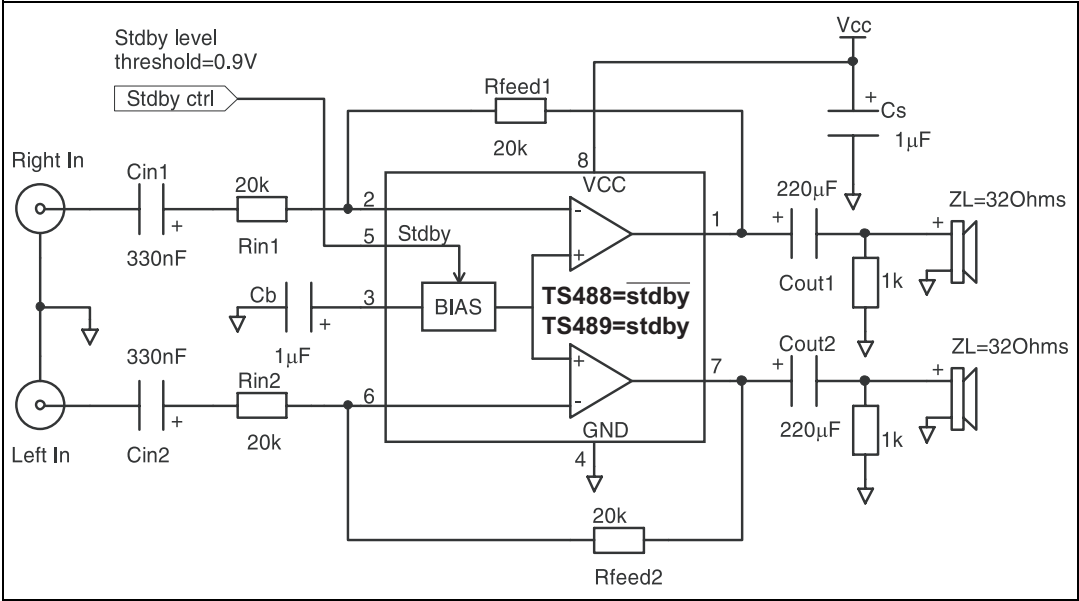 Stdby level
threshold=0.9V
Stdby ctrl
Vcc
+
Cs
1µF
Rfeed1
20k
8
VCC
Right In
Cin1
+
330nF
20k
Rin1
2
5
Stdby
-
+
1
220µF
+
Cout1
1k
ZL=32Ohms
+
Cb
+
1µF
3
BIAS
TS488=s̅t̅d̅b̅y̅
TS489=stdby
330nF
+
Cin2
Left In
Rin2
20k
6
+
-
7
Cout2
+
220µF
1k
ZL=32Ohms
+
GND
4
20k
Rfeed2